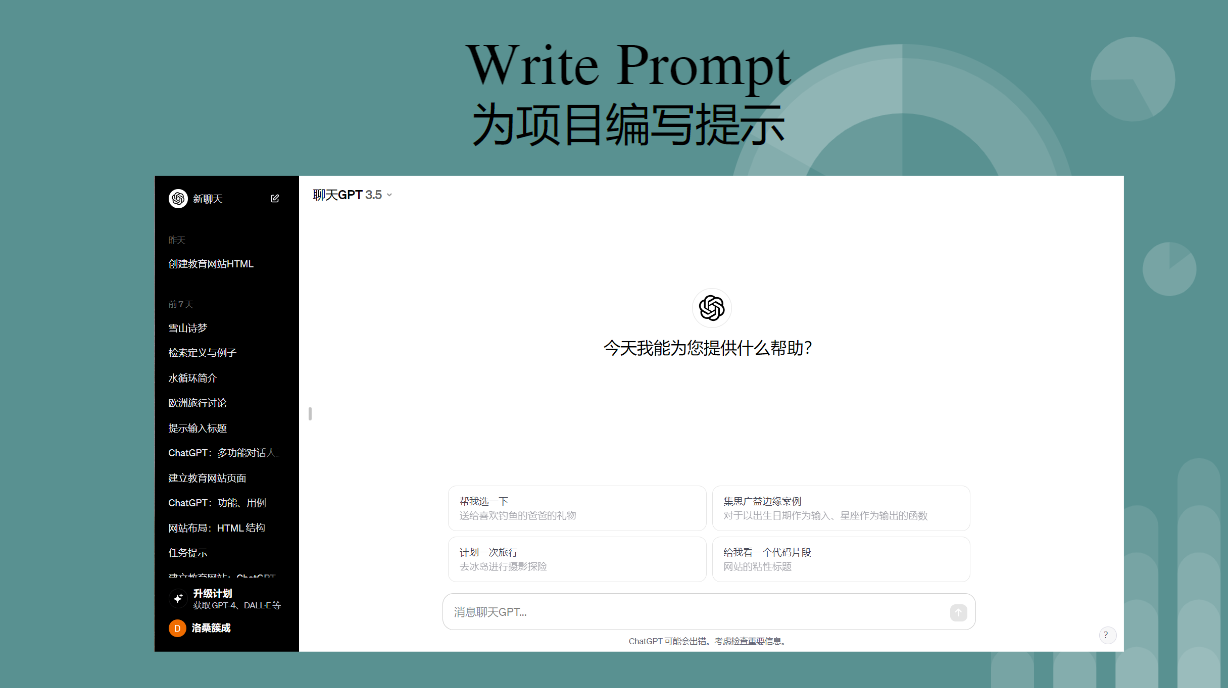 Write Prompt
为项目编写提示
新聊天
昨天
创建教育网站HTML
前 7 天
雪山诗梦
检索定义与例子
水循环简介
欧洲旅行讨论
提示输入标题
ChatGPT：多功能对话人
建立教育网站页面
ChatGPT：功能、用例
网站布局：HTML 结构
任务提示
建立教育网站：ChatGPT
升级计划
获取 GPT 4、DALL·E 等
D
洛桑簇成
聊天GPT 3.5
今天我能为您提供什么帮助？
帮我选一下
送给喜欢钓鱼的爸爸的礼物
集思广益边缘案例
对于以出生日期作为输入、星座作为输出的函数
计划一次旅行
去冰岛进行摄影探险
给我看一个代码片段
网站的粘性标题
消息聊天GPT...
ChatGPT 可能会出错。考虑检查重要信息。
?